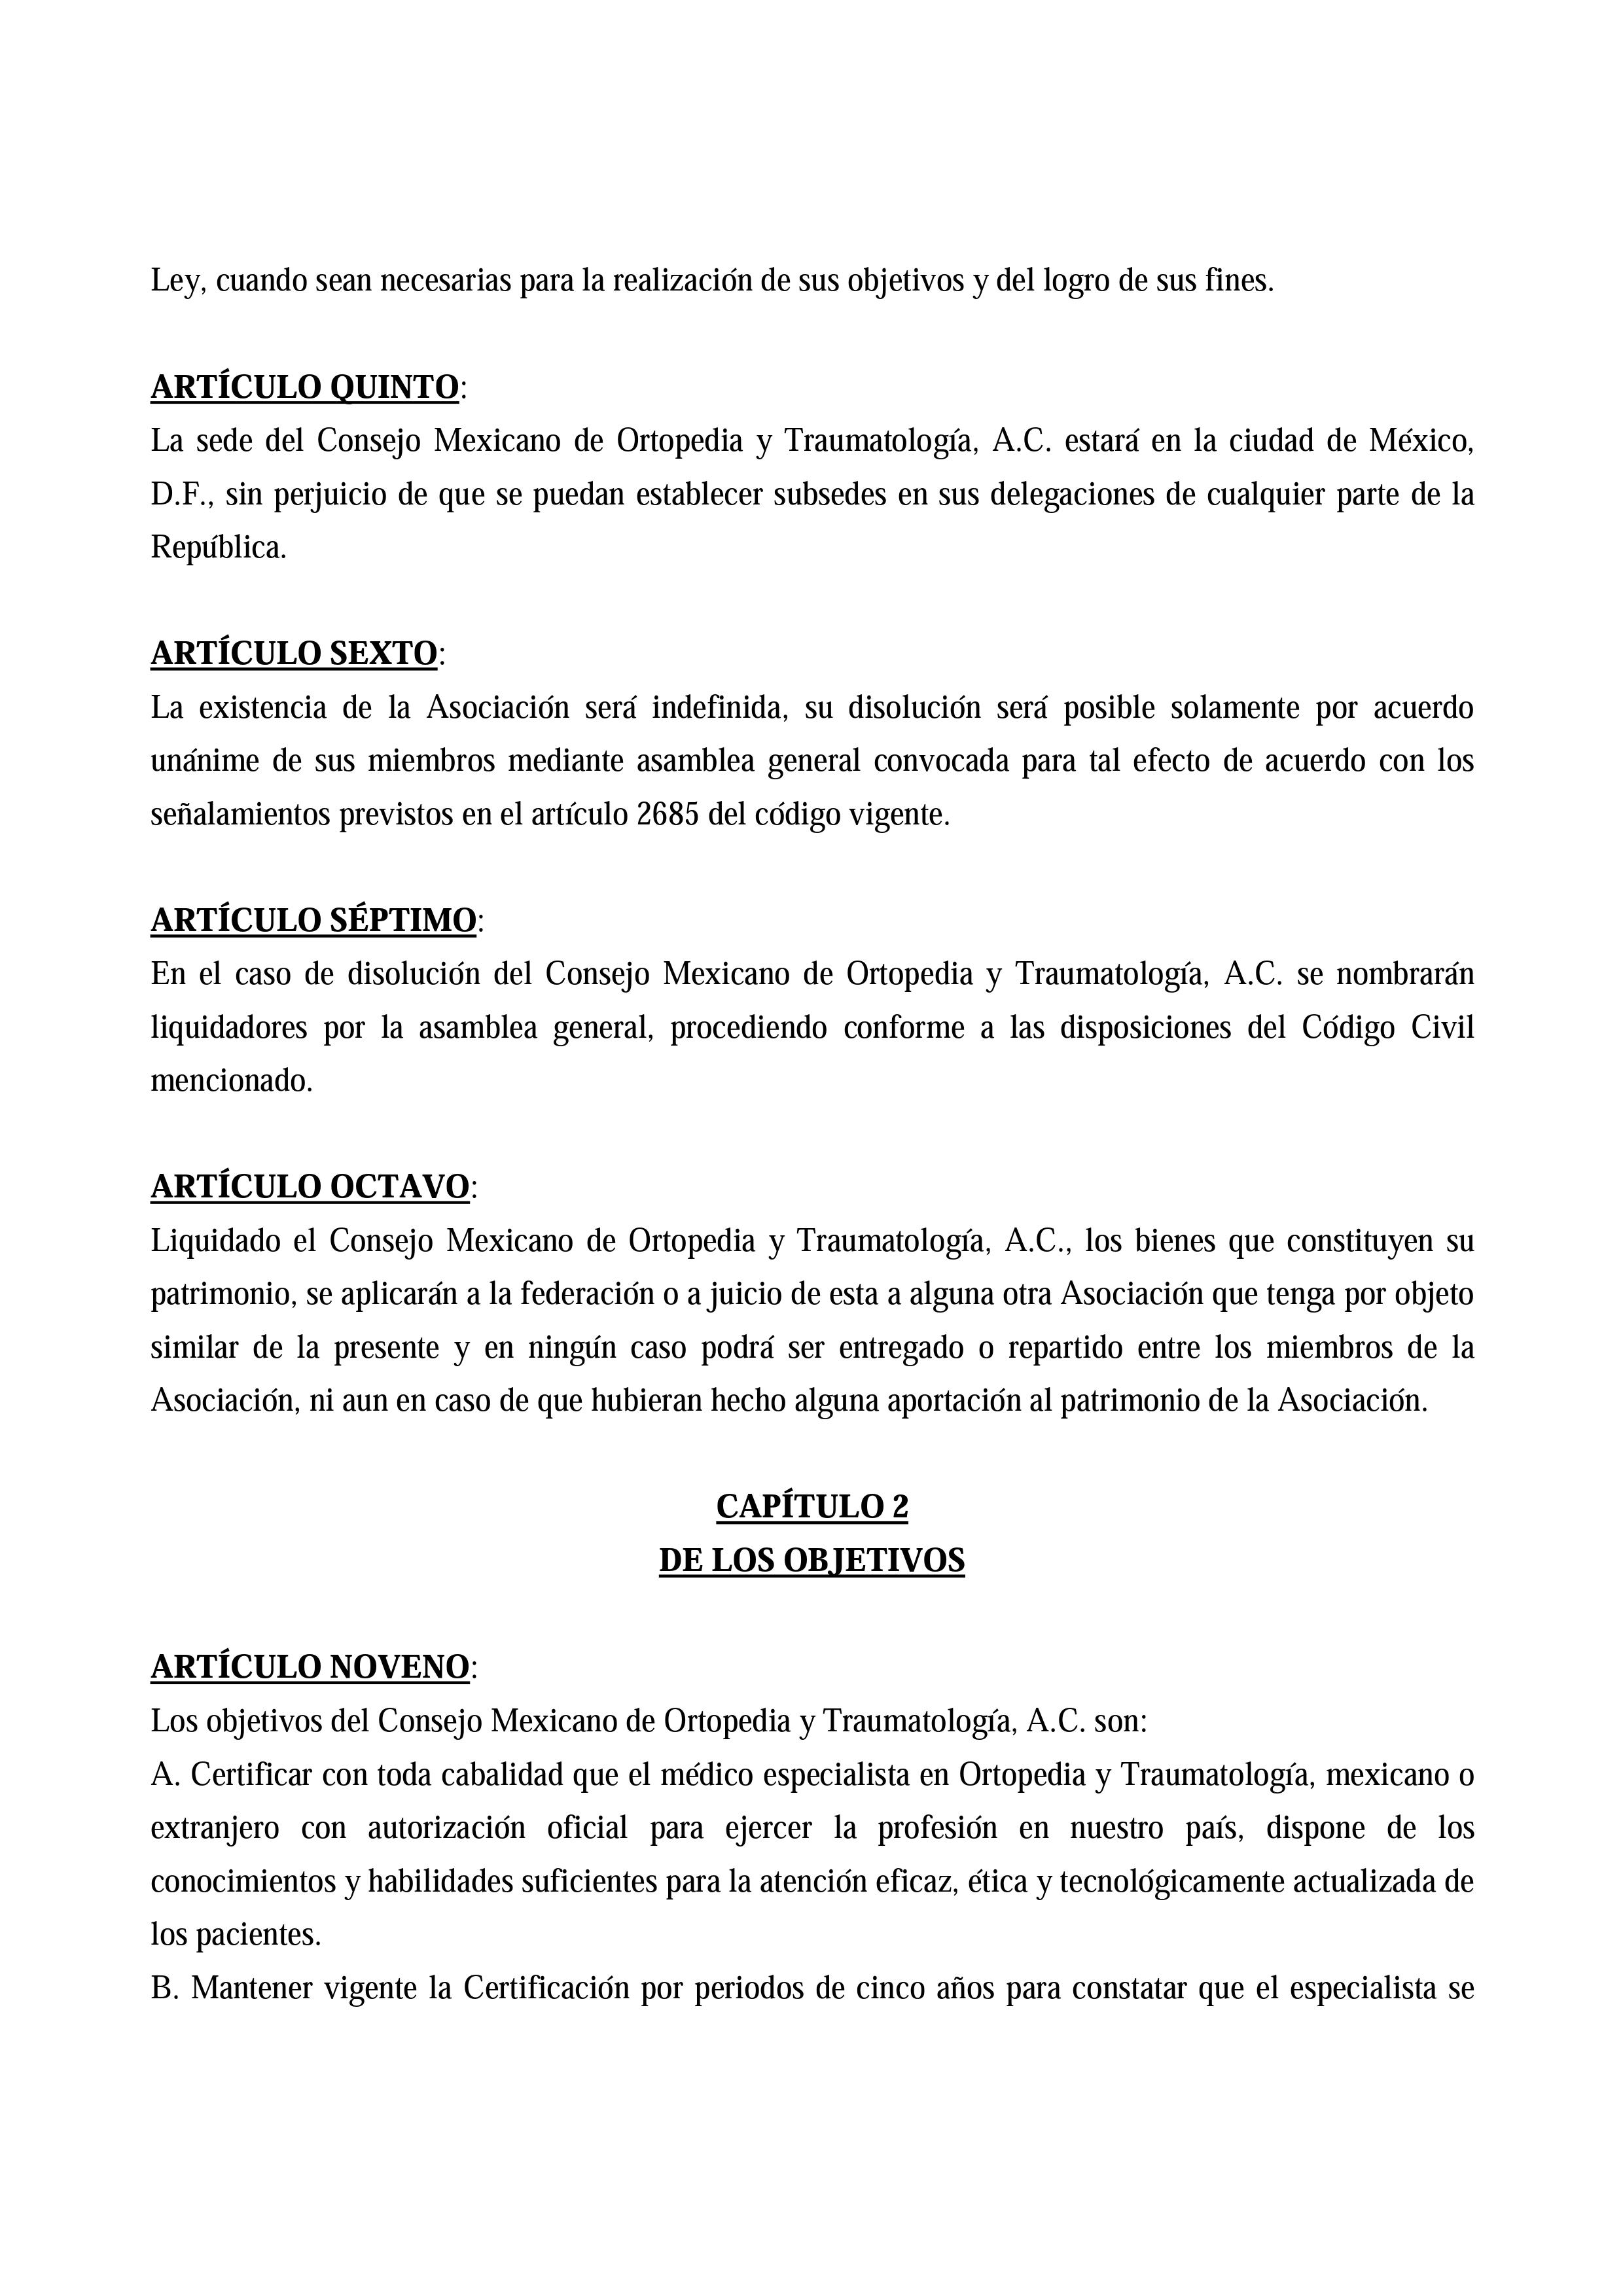 Ley, cuando sean necesarias para la realización de sus objetivos y del logro de sus fines.
ARTÍCULO QUINTO:
La sede del Consejo Mexicano de Ortopedia y Traumatología, A.C. estará en la ciudad de México,
D.F., sin perjuicio de que se puedan establecer subsedes en sus delegaciones de cualquier parte de la
República.
ARTÍCULO SEXTO:
La existencia de la Asociación será indefinida, su disolución será posible solamente por acuerdo
unánime de sus miembros mediante asamblea general convocada para tal efecto de acuerdo con los
señalamientos previstos en el artículo 2685 del código vigente.
ARTÍCULO SÉPTIMO:
En el caso de disolución del Consejo Mexicano de Ortopedia y Traumatología, A.C. se nombrarán
liquidadores por la asamblea general, procediendo conforme a las disposiciones del Código Civil
mencionado.
ARTÍCULO OCTAVO:
Liquidado el Consejo Mexicano de Ortopedia y Traumatología, A.C., los bienes que constituyen su
patrimonio, se aplicarán a la federación o a juicio de esta a alguna otra Asociación que tenga por objeto
similar de la presente y en ningún caso podrá ser entregado o repartido entre los miembros de la
Asociación, ni aun en caso de que hubieran hecho alguna aportación al patrimonio de la Asociación.
CAPÍTULO 2
DE LOS OBJETIVOS
ARTÍCULO NOVENO:
Los objetivos del Consejo Mexicano de Ortopedia y Traumatología, A.C. son:
A. Certificar con toda cabalidad que el médico especialista en Ortopedia y Traumatología, mexicano o
extranjero con autorización oficial para ejercer la profesión en nuestro país, dispone de los
conocimientos y habilidades suficientes para la atención eficaz, ética y tecnológicamente actualizada de
los pacientes.
B. Mantener vigente la Certificación por periodos de cinco años para constatar que el especialista se